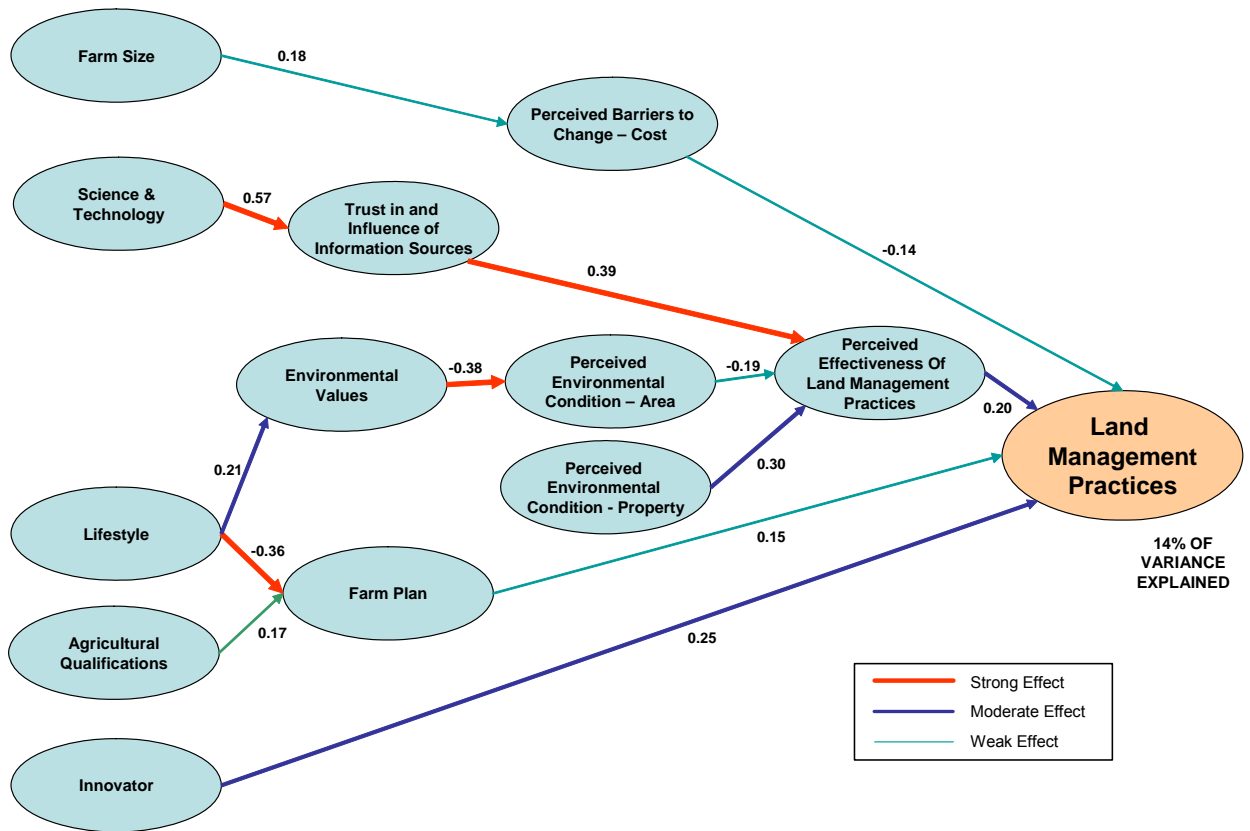 Farm Size
0.18
Perceived Barriers to
Change – Cost
Science &
Technology
0.57
Trust in and
Influence of
Information Sources
-0.14
0.39
Environmental
Values
-0.38
Perceived
Environmental
Condition – Area
-0.19
Perceived
Effectiveness Of
Land Management
Practices
0.20
Land
Management
Practices
0.21
Perceived
Environmental
Condition - Property
0.30
Lifestyle
-0.36
0.15
14% OF
VARIANCE
EXPLAINED
Farm Plan
Agricultural
Qualifications
0.17
0.25
Innovator
Strong Effect
Moderate Effect
Weak Effect